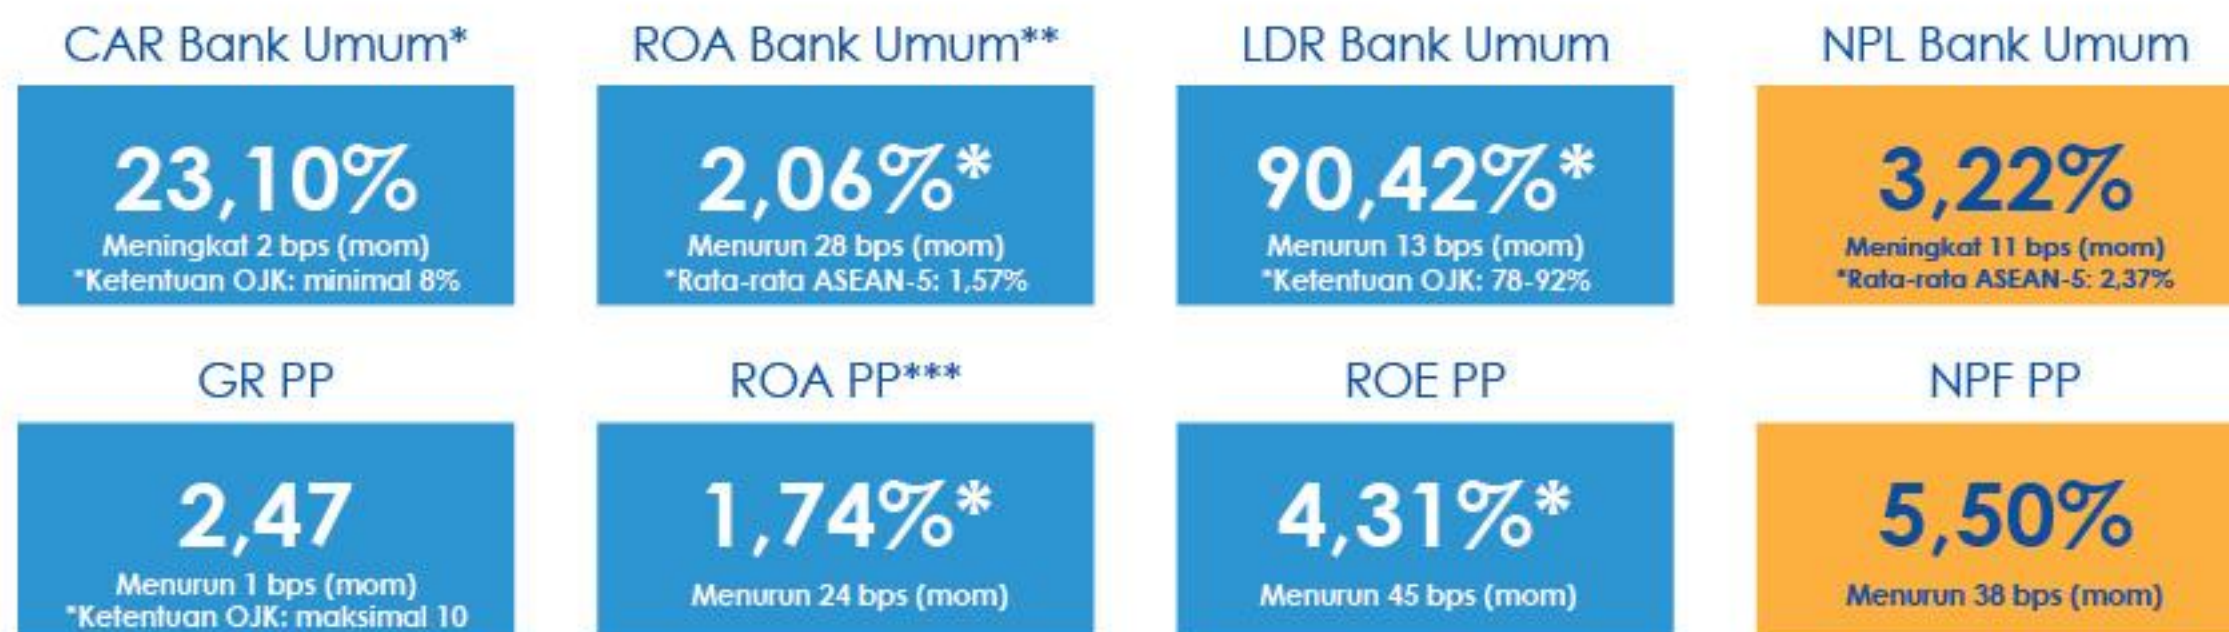 CAR Bank Umum*
23,10%
Meningkat 2 bps (mom)
*Ketentuan OJK: minimal 8%
ROA Bank Umum**
2,06%*
Menurun 28 bps (mom)
*Rata-rata ASEAN-5: 1,57%
LDR Bank Umum
90,42%*
Menurun 13 bps (mom)
*Ketentuan OJK: 78-92%
NPL Bank Umum
3,22%
Meningkat 11 bps (mom)
*Rata-rata ASEAN-5: 2,37%
GR PP
2,47
Menurun 1 bps (mom)
*Ketentuan OJK: maksimal 10
ROA PP***
1,74%*
Menurun 24 bps (mom)
ROE PP
4,31%*
Menurun 45 bps (mom)
NPF PP
5,50%
Menurun 38 bps (mom)